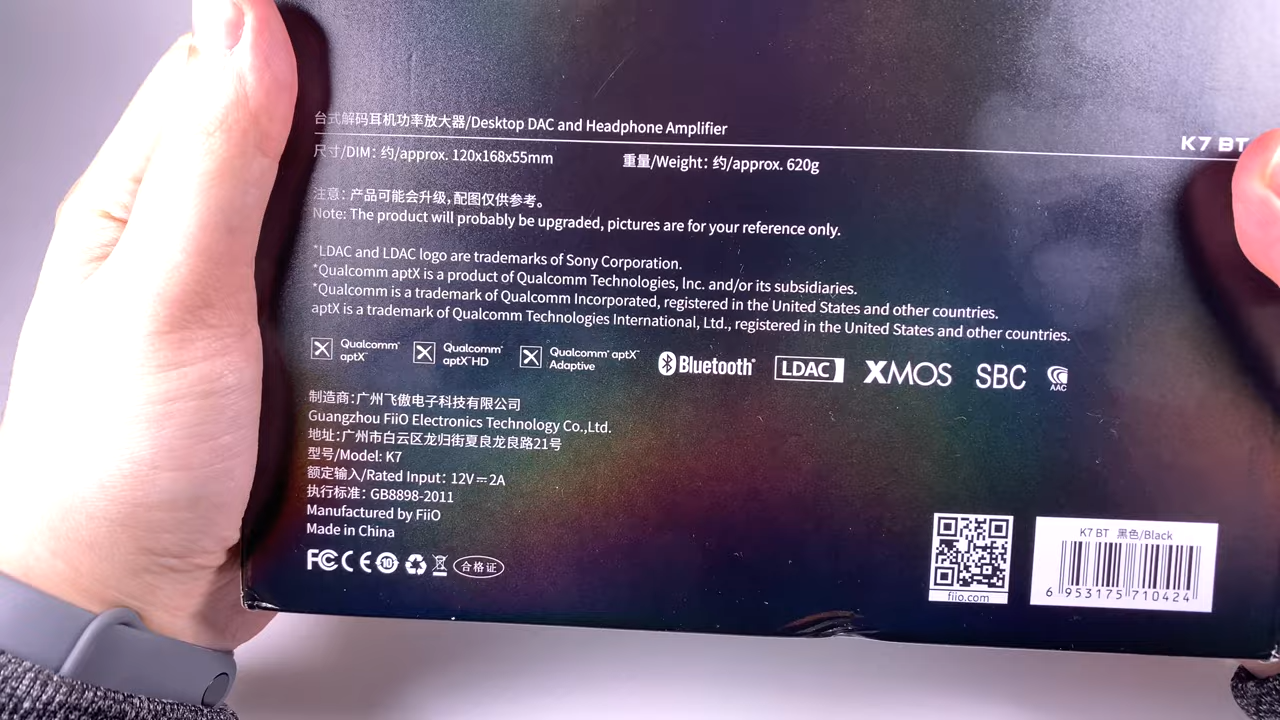 台式解码耳机功率放大器/Desktop DAC and Headphone Amplifier
K7 BT
尺寸/DIM: 约/approx. 120x168x55mm
重量/Weight: 约/approx. 620g
注意: 产品可能会升级, 配图仅供参考。
Note: The product will probably be upgraded, pictures are for your reference only.
*LDAC and LDAC logo are trademarks of Sony Corporation.
*Qualcomm aptX is a product of Qualcomm Technologies, Inc. and/or its subsidiaries.
*Qualcomm is a trademark of Qualcomm Incorporated, registered in the United States and other countries.
aptX is a trademark of Qualcomm Technologies International, Ltd., registered in the United States and other countries.
Qualcomm aptX™
Qualcomm aptX™ HD
Qualcomm aptX™ Adaptive
Bluetooth®
LDAC
XMOS
SBC
AAC
制造商: 广州飞傲电子科技有限公司
Guangzhou FiiO Electronics Technology Co.,Ltd.
地址: 广州市白云区龙归街夏良龙良路21号
型号/Model: K7
额定输入/Rated Input: 12V⎓2A
执行标准: GB8898-2011
Manufactured by FiiO
Made in China
FC CE 10 合格证
fiio.com
K7 BT 黑色/Black
6 953175 710424